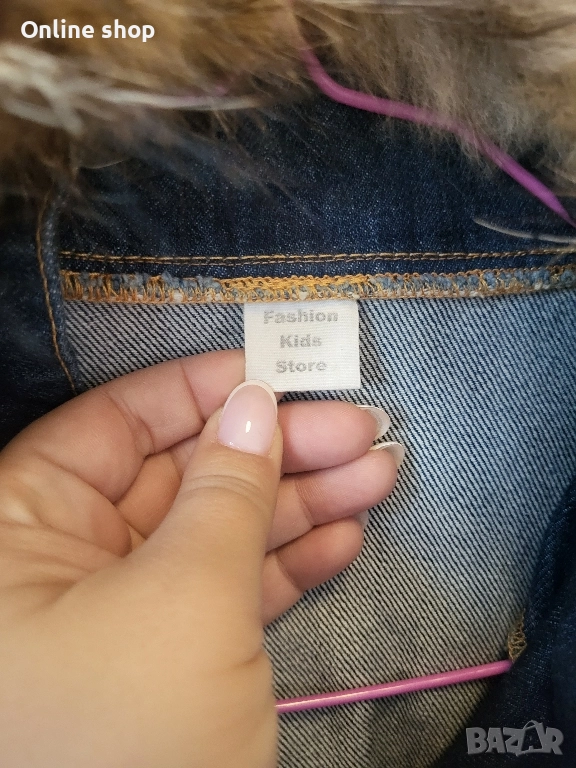 Online shop
Fashion
Kids
Store
BAZAR